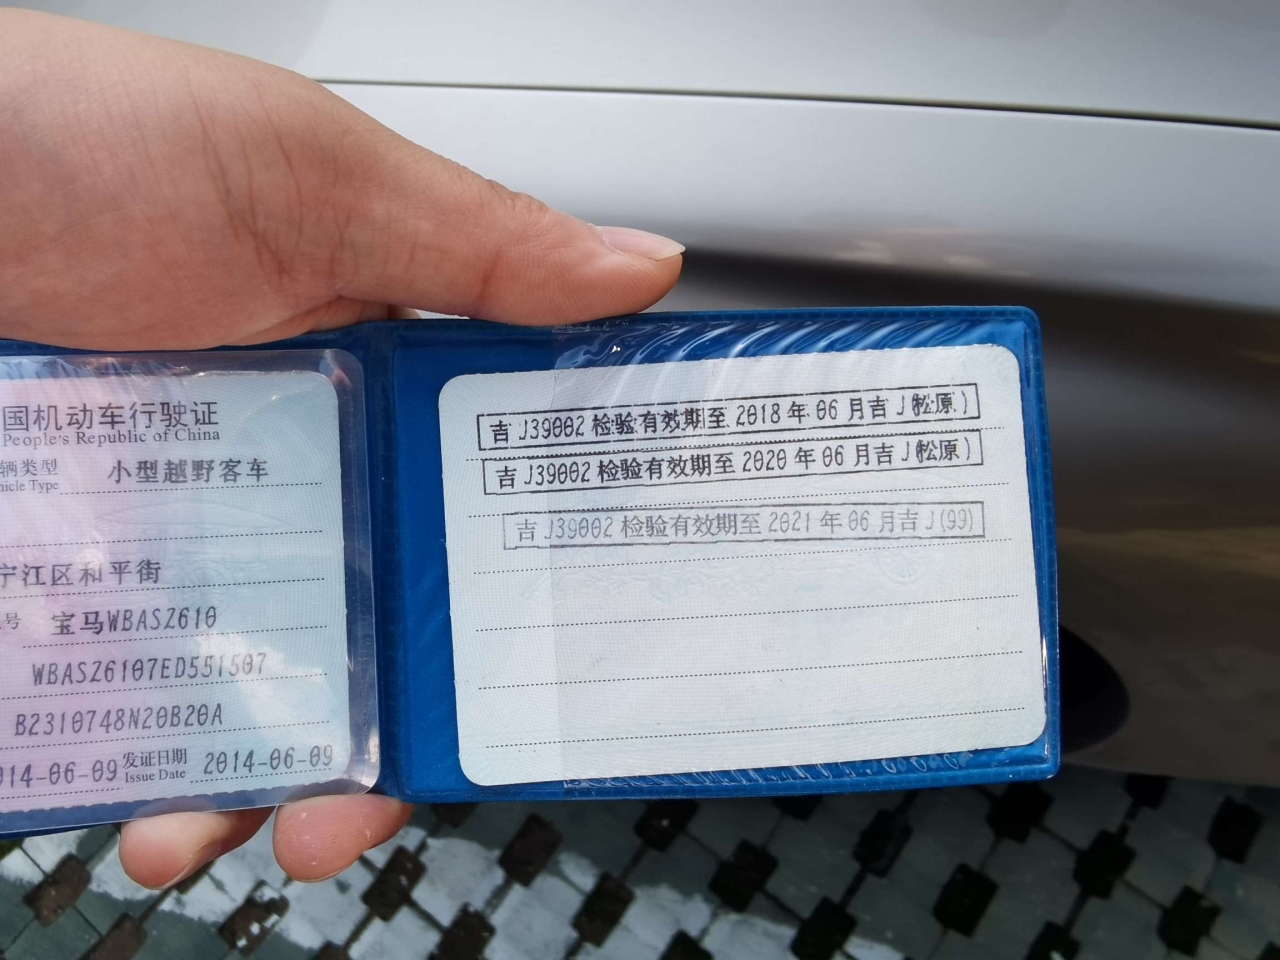 国机动车行驶证
People's Republic of China
辆类型 小型越野客车
hicle Type
宁江区和平街
号 宝马WBASZ610
WBASZ6107ED551507
B2310748N20B20A
014-06-09 发证日期 2014-06-09
Issue Date
吉J39002 检验有效期至 2018 年 06 月吉J(松原)
吉J39002 检验有效期至 2020 年 06 月吉J(松原)
吉J39002 检验有效期至 2021 年 06 月吉J(99)